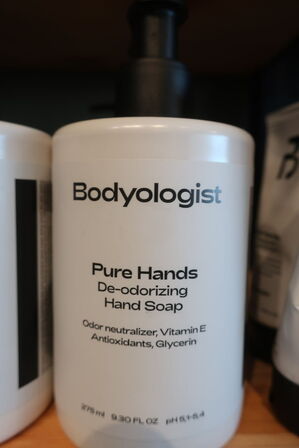 Bodyologist
Pure Hands
De-odorizing
Hand Soap
Odor neutralizer, Vitamin E
Antioxidants, Glycerin
275 ml 9.30 FL OZ pH 5,1-5,4